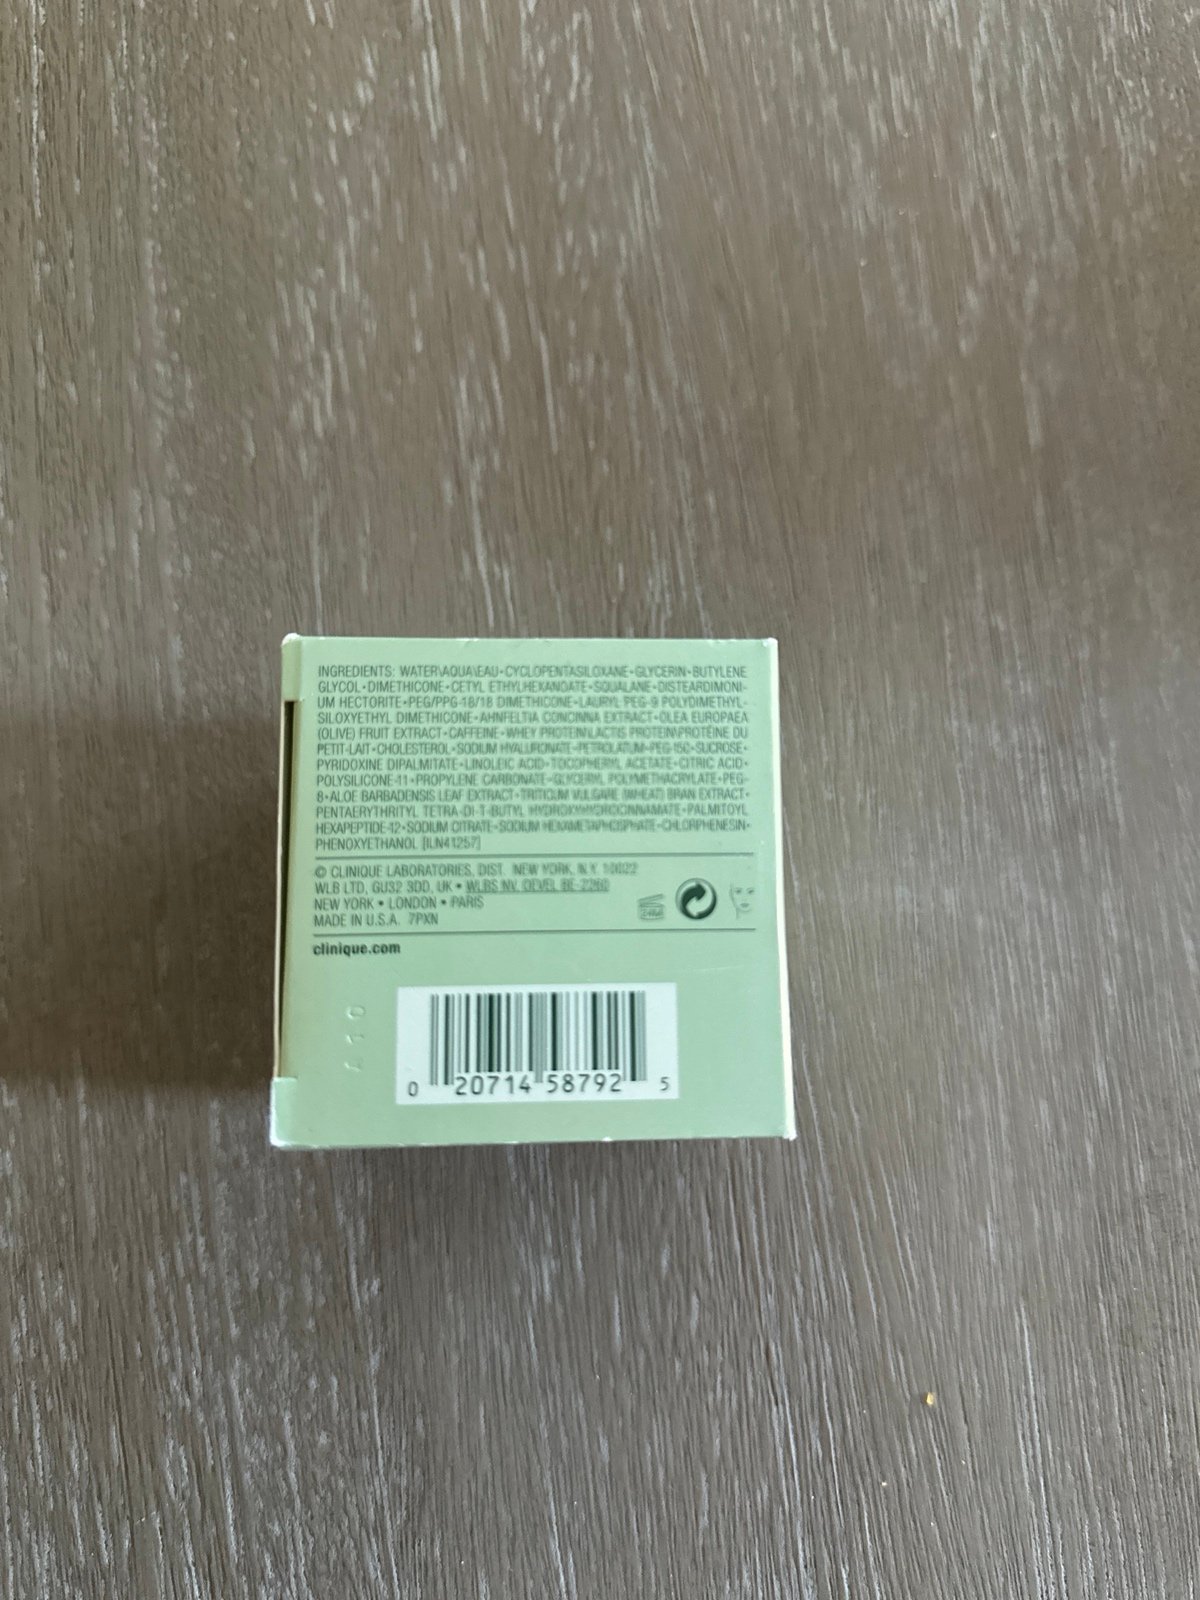 INGREDIENTS: WATER\AQUA\EAU•CYCLOPENTASILOXANE•GLYCERIN•BUTYLENE
GLYCOL•DIMETHICONE•CETYL ETHYLHEXANOATE•SQUALANE•DISTEARDIMONI-
UM HECTORITE•PEG/PPG-18/18 DIMETHICONE•LAURYL PEG-9 POLYDIMETHYL-
SILOXYETHYL DIMETHICONE•AHNFELTIA CONCINNA EXTRACT•OLEA EUROPAEA
(OLIVE) FRUIT EXTRACT•CAFFEINE•WHEY PROTEIN\LACTIS PROTEIN\PROTÉINE DU
PETIT-LAIT•CHOLESTEROL•SODIUM HYALURONATE•PETROLATUM•PEG-150•SUCROSE•
PYRIDOXINE DIPALMITATE•LINOLEIC ACID•TOCOPHERYL ACETATE•CITRIC ACID•
POLYSILICONE-11•PROPYLENE CARBONATE•GLYCERYL POLYMETHACRYLATE•PEG-
8•ALOE BARBADENSIS LEAF EXTRACT•TRITICUM VULGARE (WHEAT) BRAN EXTRACT•
PENTAERYTHRITYL TETRA-DI-T-BUTYL HYDROXYHYDROCINNAMATE•PALMITOYL
HEXAPEPTIDE-12•SODIUM CITRATE•SODIUM HEXAMETAPHOSPHATE•CHLORPHENESIN•
PHENOXYETHANOL [ILN41257]
© CLINIQUE LABORATORIES, DIST. NEW YORK, N.Y. 10022
WLB LTD, GU32 3DD, UK • WLBS NV. OEVEL BE-2260
NEW YORK • LONDON • PARIS
MADE IN U.S.A. 7PXN
24M
clinique.com
0 20714 58792 5